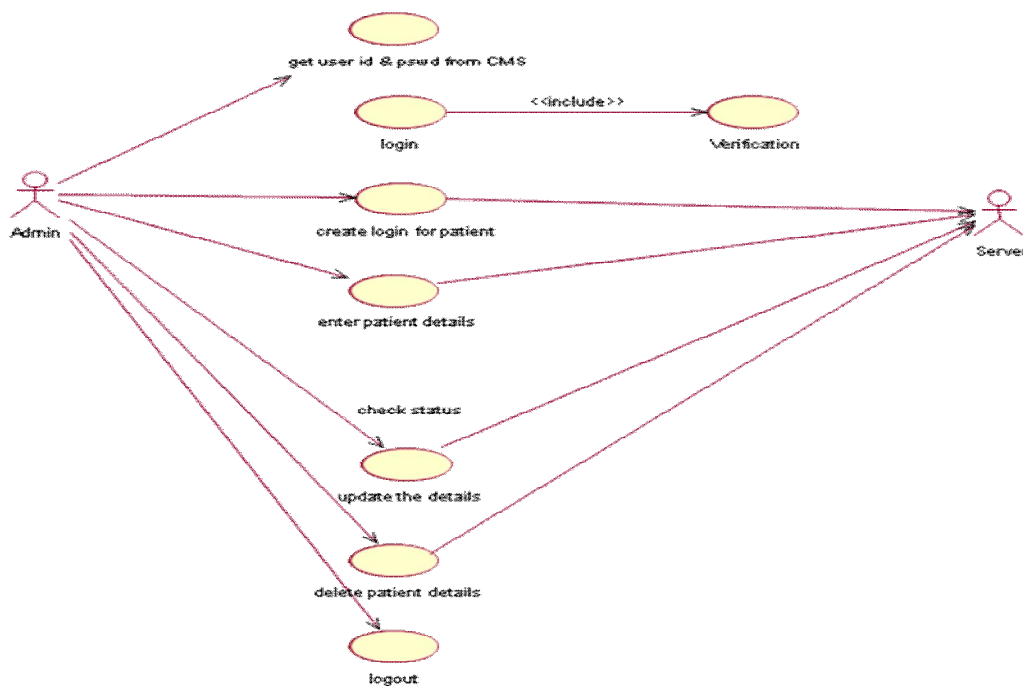 get user id & pswd from CMS
<<include>>
login
Verification
Admin
create login for patient
Server
enter patient details
check status
update the details
delete patient details
logout